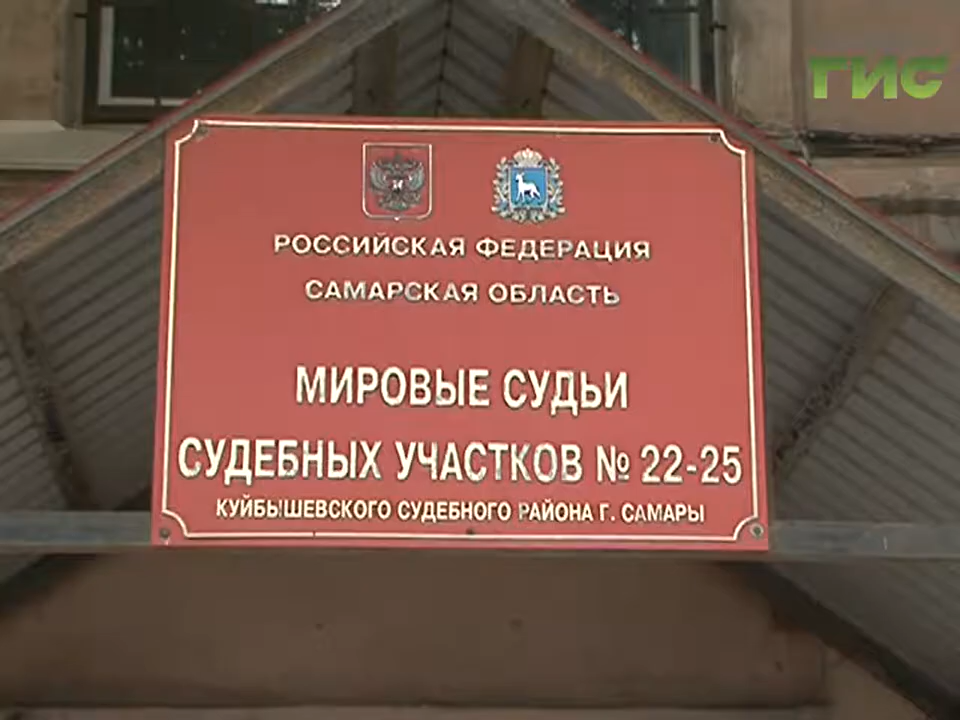 ГИС
РОССИЙСКАЯ ФЕДЕРАЦИЯ
САМАРСКАЯ ОБЛАСТЬ
МИРОВЫЕ СУДЬИ
СУДЕБНЫХ УЧАСТКОВ № 22-25
КУЙБЫШЕВСКОГО СУДЕБНОГО РАЙОНА Г. САМАРЫ